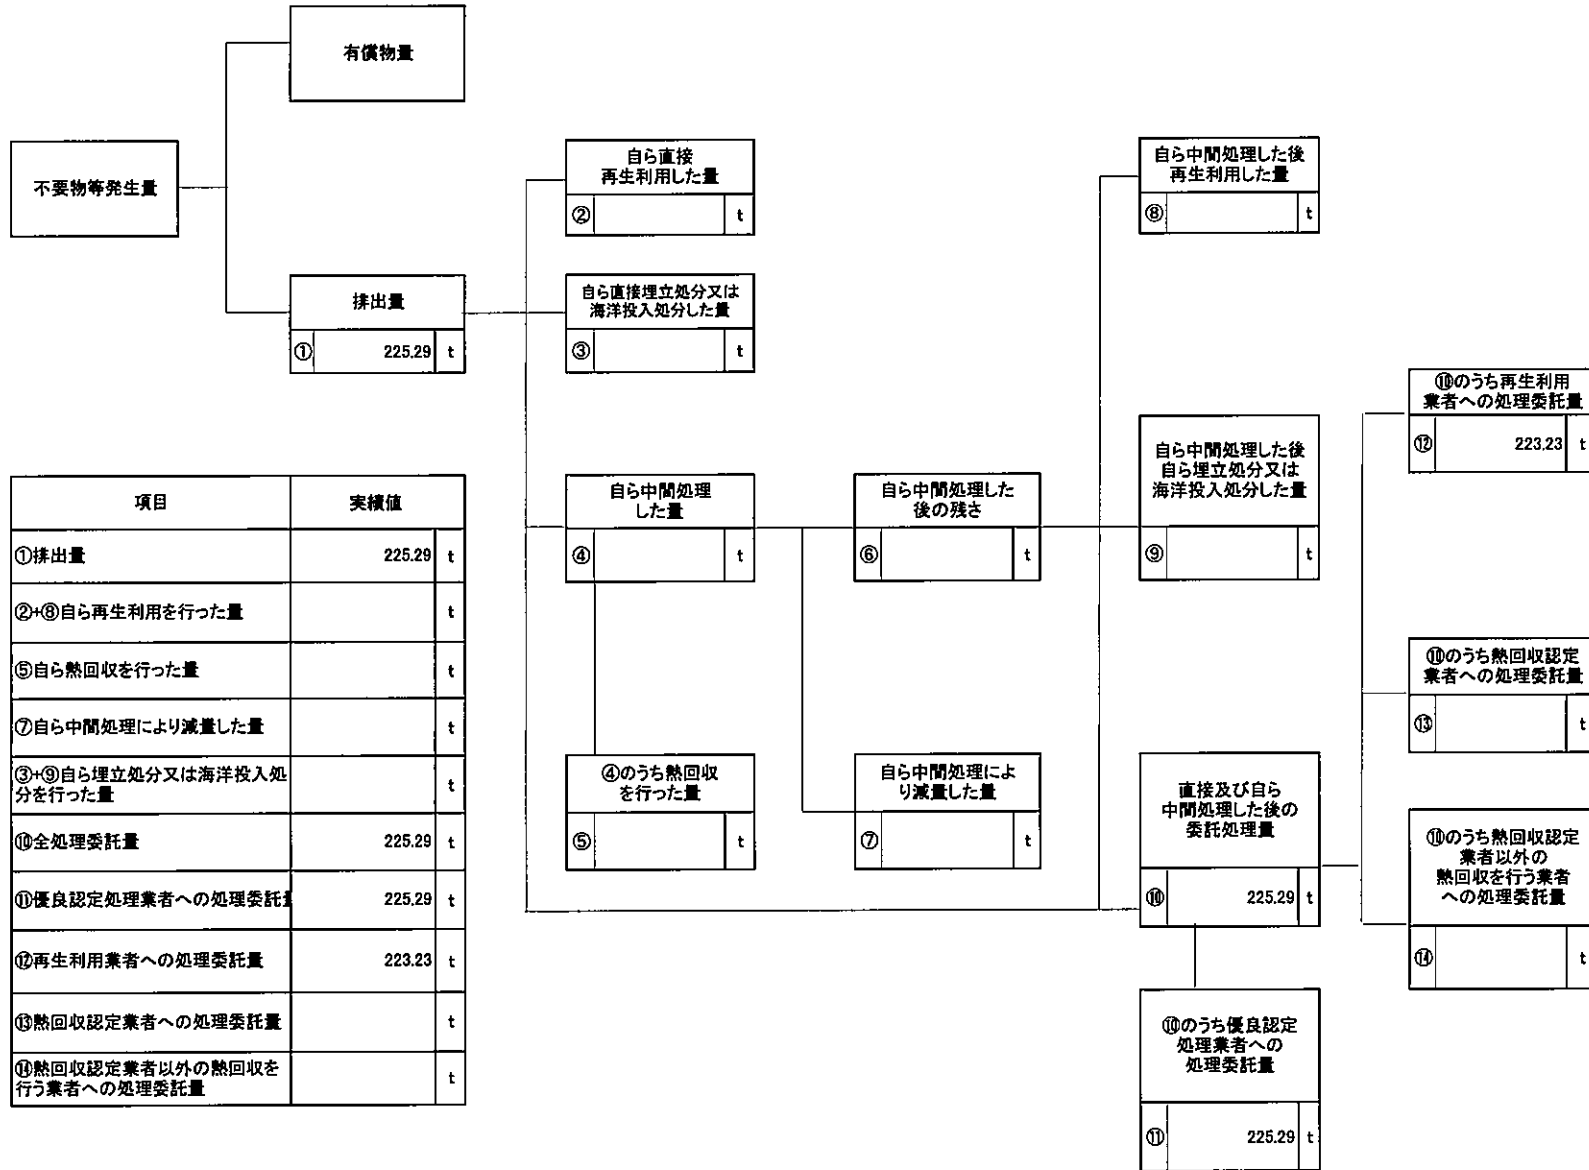 有償物量
不要物等発生量
排出量
① 225.29 t
自ら直接
再生利用した量
② t
自ら直接埋立処分又は
海洋投入処分した量
③ t
自ら中間処理
した量
④ t
④のうち熱回収
を行った量
⑤ t
自ら中間処理した
後の残さ
⑥ t
自ら中間処理によ
り減量した量
⑦ t
自ら中間処理した後
再生利用した量
⑧ t
自ら中間処理した後
自ら埋立処分又は
海洋投入処分した量
⑨ t
直接及び自ら
中間処理した後の
委託処理量
⑩ 225.29 t
⑩のうち優良認定
処理業者への
処理委託量
⑪ 225.29 t
⑩のうち再生利用
業者への処理委託量
⑫ 223.23 t
⑩のうち熱回収認定
業者への処理委託量
⑬ t
⑩のうち熱回収認定
業者以外の
熱回収を行う業者
への処理委託量
⑭ t
項目 実績値
①排出量 225.29 t
②+⑧自ら再生利用を行った量 t
⑤自ら熱回収を行った量 t
⑦自ら中間処理により減量した量 t
③+⑨自ら埋立処分又は海洋投入処
分を行った量 t
⑩全処理委託量 225.29 t
⑪優良認定処理業者への処理委託量 225.29 t
⑫再生利用業者への処理委託量 223.23 t
⑬熱回収認定業者への処理委託量 t
⑭熱回収認定業者以外の熱回収を
行う業者への処理委託量 t